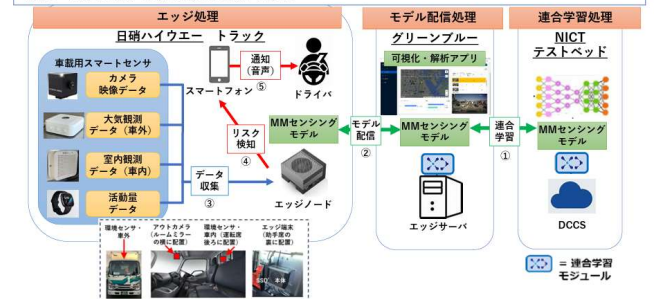 エッジ処理
モデル配信処理
連合学習処理
日硝ハイウエー トラック
グリーンブルー
NICT
テストベッド
車載用スマートセンサ
カメラ
映像データ
大気観測
データ（車外）
室内観測
データ（車内）
活動量
データ
スマートフォン
通知
（音声）
⑤
ドライバ
リスク
検知
④
データ
収集
③
MMセンシング
モデル
エッジノード
モデル
配信
②
可視化・解析アプリ
MMセンシング
モデル
エッジサーバ
連合
学習
①
MMセンシング
モデル
DCCS
環境センサ・
車外
アウトカメラ
（ルームミラー
の横に配置）
環境センサ・
車内（運転席
後ろに配置）
エッジ端末
（助手席の
裏に配置）
SSD 本体
= 連合学習
モジュール